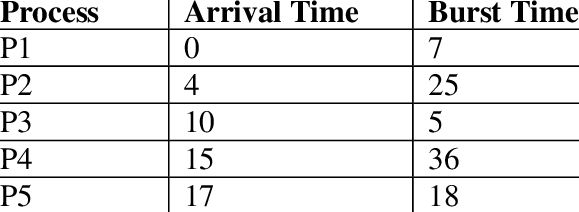 Process Arrival Time Burst Time
P1 0 7
P2 4 25
P3 10 5
P4 15 36
P5 17 18